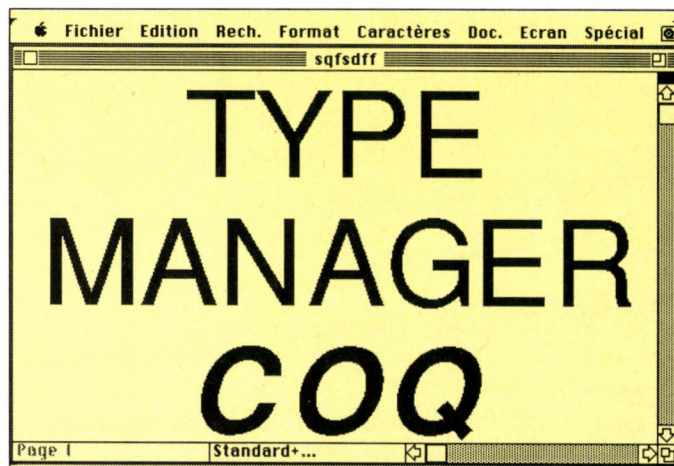 Fichier Edition Rech. Format Caractères Doc. Ecran Spécial
sqfsdff
TYPE
MANAGER
COQ
Page 1 Standard+...